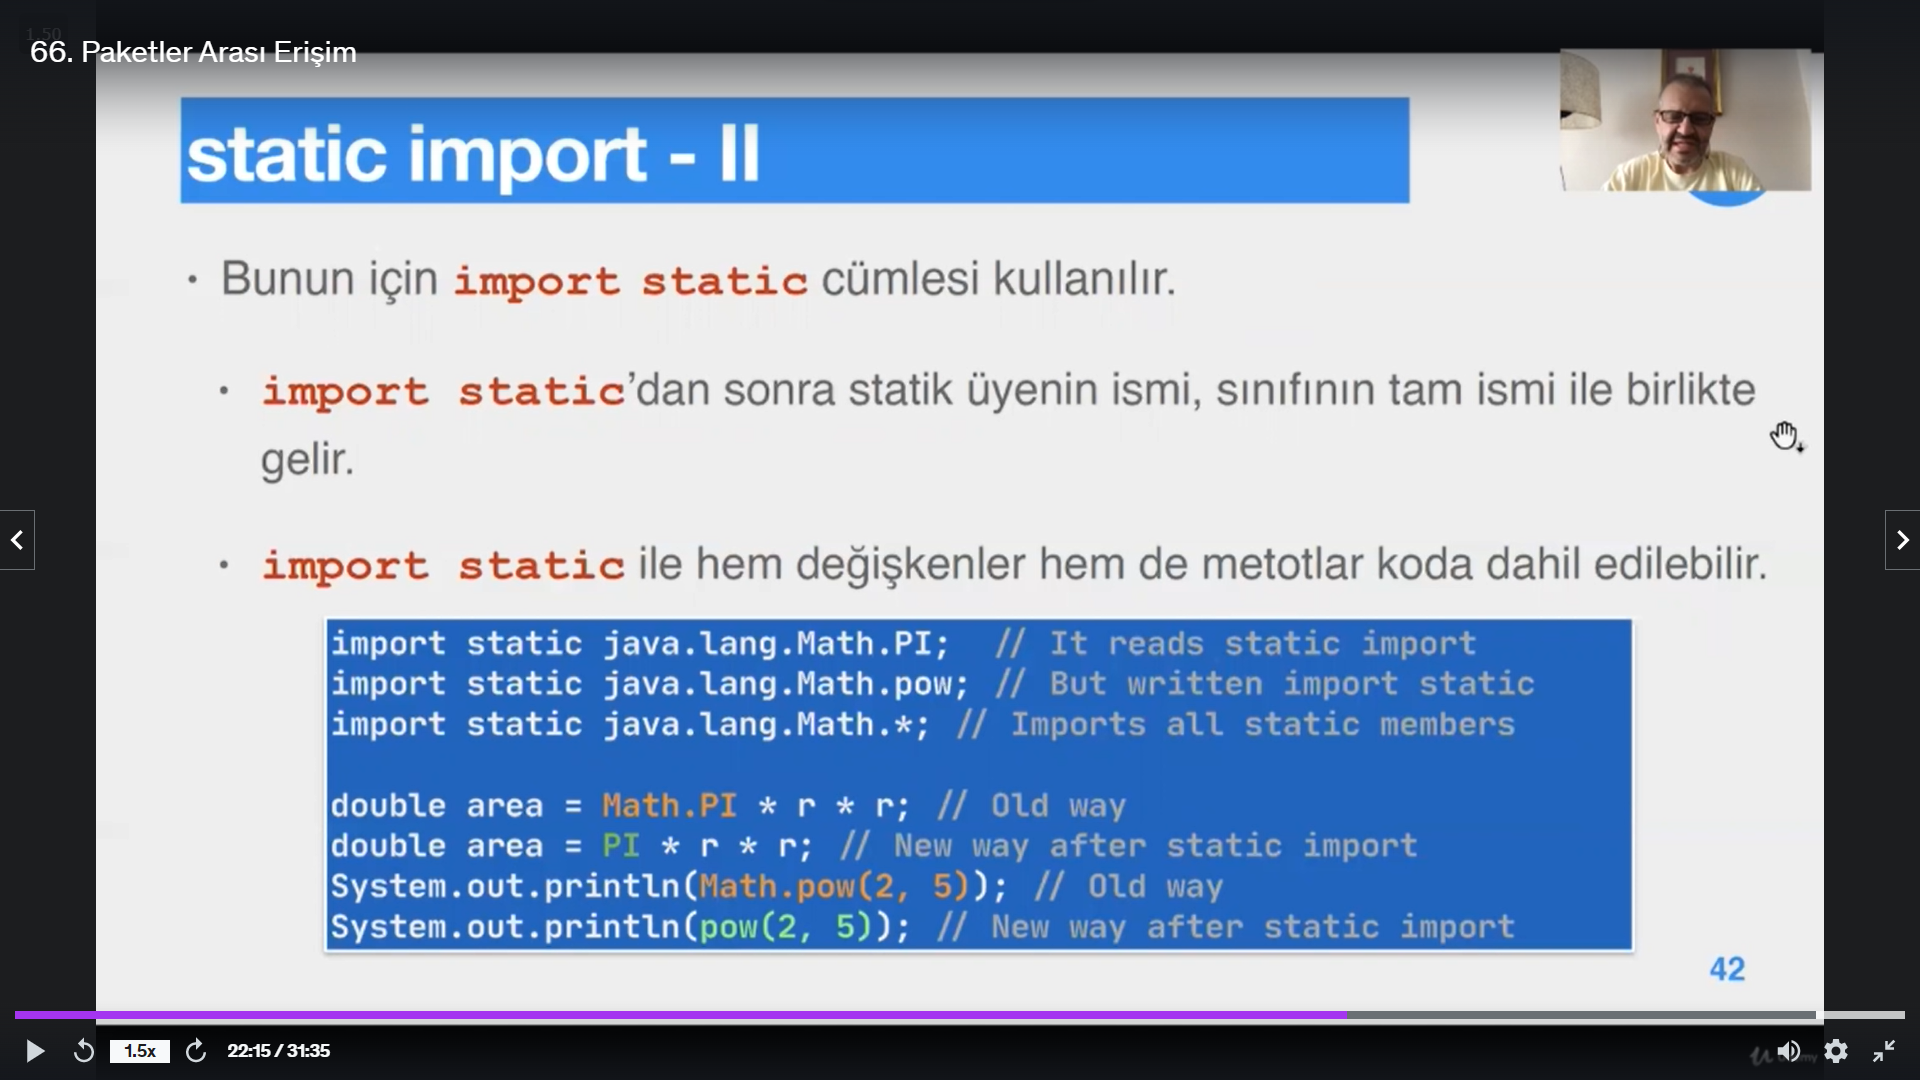 1.50
66. Paketler Arası Erişim
static import - II
• Bunun için import static cümlesi kullanılır.
• import static’dan sonra statik üyenin ismi, sınıfının tam ismi ile birlikte
gelir.
• import static ile hem değişkenler hem de metotlar koda dahil edilebilir.
import static java.lang.Math.PI;  // It reads static import
import static java.lang.Math.pow; // But written import static
import static java.lang.Math.*; // Imports all static members
double area = Math.PI * r * r; // Old way
double area = PI * r * r; // New way after static import
System.out.println(Math.pow(2, 5)); // Old way
System.out.println(pow(2, 5)); // New way after static import
42
1.5x
22:15 / 31:35